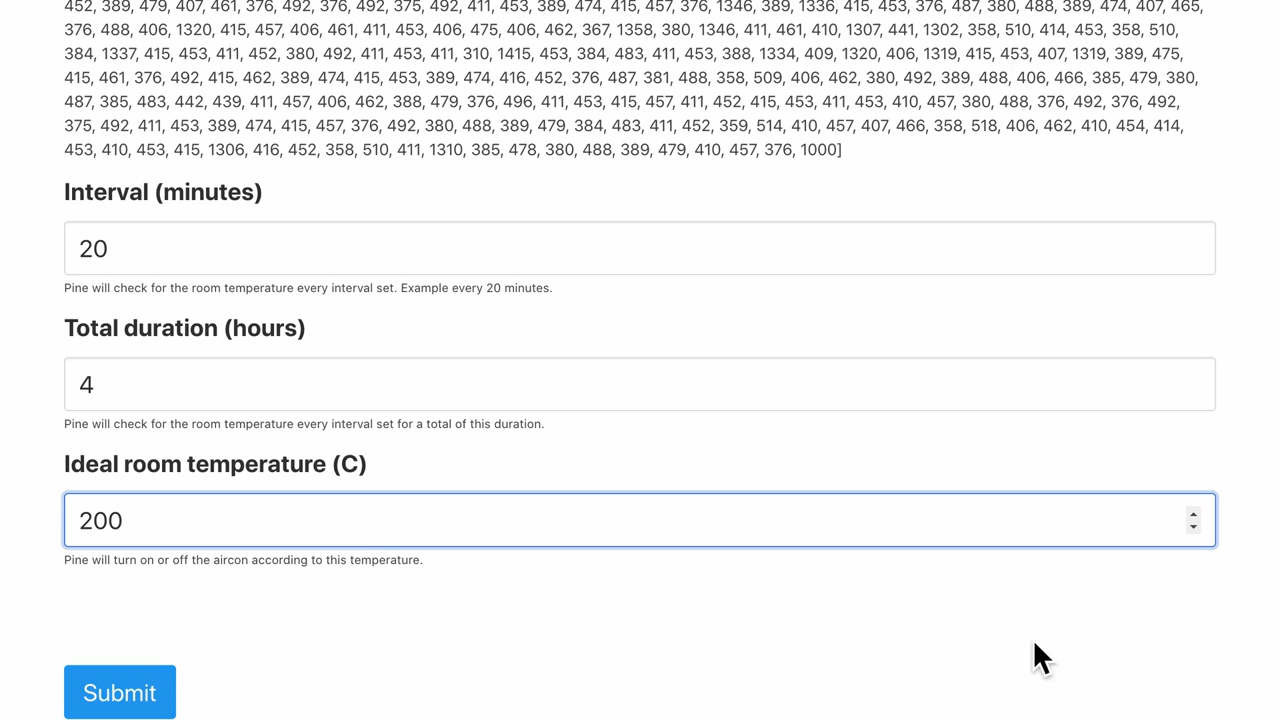 452, 389, 479, 407, 461, 376, 492, 376, 492, 375, 492, 411, 453, 389, 474, 415, 457, 376, 1346, 389, 1336, 415, 453, 376, 487, 380, 488, 389, 474, 407, 465,
376, 488, 406, 1320, 415, 457, 406, 461, 411, 453, 406, 475, 406, 462, 367, 1358, 380, 1346, 411, 461, 410, 1307, 441, 1302, 358, 510, 414, 453, 358, 510,
384, 1337, 415, 453, 411, 452, 380, 492, 411, 453, 411, 310, 1415, 453, 384, 483, 411, 453, 388, 1334, 409, 1320, 406, 1319, 415, 453, 407, 1319, 389, 475,
415, 461, 376, 492, 415, 462, 389, 474, 415, 453, 389, 474, 416, 452, 376, 487, 381, 488, 358, 509, 406, 462, 380, 492, 389, 488, 406, 466, 385, 479, 380,
487, 385, 483, 442, 439, 411, 457, 406, 462, 388, 479, 376, 496, 411, 453, 415, 457, 411, 452, 415, 453, 411, 453, 410, 457, 380, 488, 376, 492, 376, 492,
375, 492, 411, 453, 389, 474, 415, 457, 376, 492, 380, 488, 389, 479, 384, 483, 411, 452, 359, 514, 410, 457, 407, 466, 358, 518, 406, 462, 410, 454, 414,
453, 410, 453, 415, 1306, 416, 452, 358, 510, 411, 1310, 385, 478, 380, 488, 389, 479, 410, 457, 376, 1000]
Interval (minutes)
20
Pine will check for the room temperature every interval set. Example every 20 minutes.
Total duration (hours)
4
Pine will check for the room temperature every interval set for a total of this duration.
Ideal room temperature (C)
200
Pine will turn on or off the aircon according to this temperature.
Submit